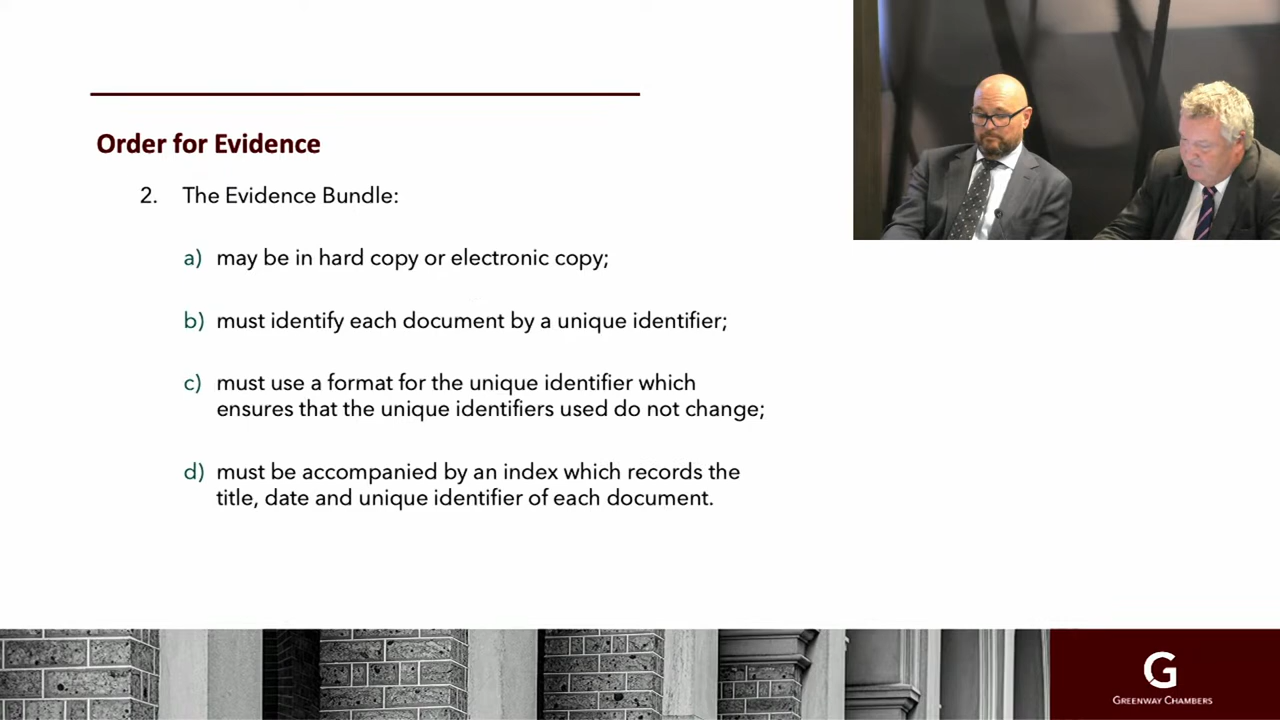 Order for Evidence
2. The Evidence Bundle:
a) may be in hard copy or electronic copy;
b) must identify each document by a unique identifier;
c) must use a format for the unique identifier which
ensures that the unique identifiers used do not change;
d) must be accompanied by an index which records the
title, date and unique identifier of each document.
G
GREENWAY CHAMBERS